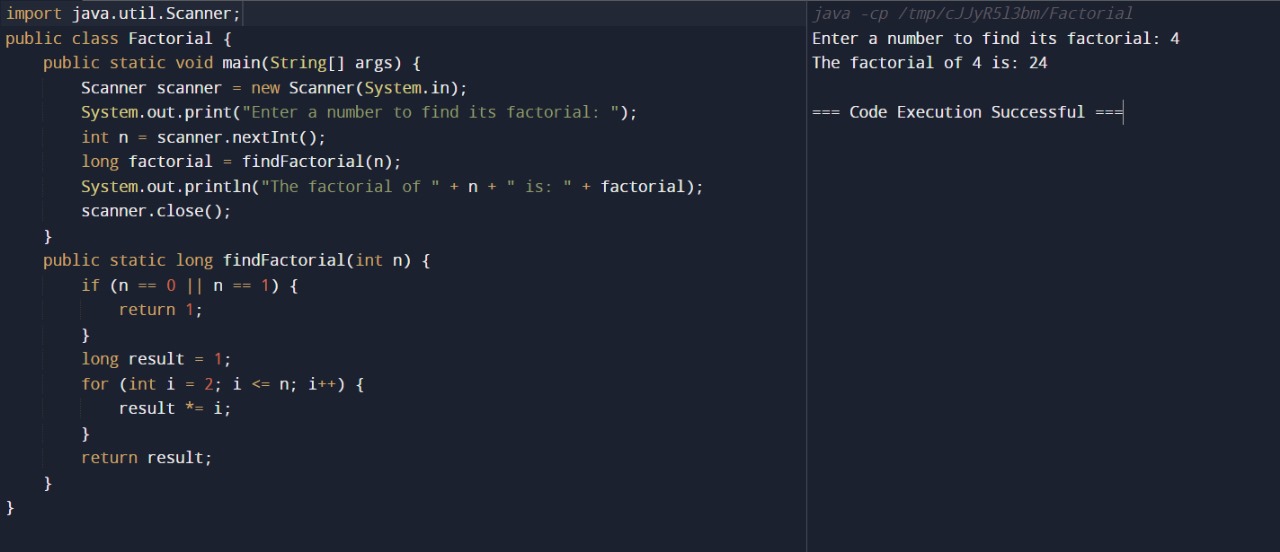 import java.util.Scanner;
public class Factorial {
    public static void main(String[] args) {
        Scanner scanner = new Scanner(System.in);
        System.out.print("Enter a number to find its factorial: ");
        int n = scanner.nextInt();
        long factorial = findFactorial(n);
        System.out.println("The factorial of " + n + " is: " + factorial);
        scanner.close();
    }
    public static long findFactorial(int n) {
        if (n == 0 || n == 1) {
            return 1;
        }
        long result = 1;
        for (int i = 2; i <= n; i++) {
            result *= i;
        }
        return result;
    }
}
java -cp /tmp/cJJyR5l3bm/Factorial
Enter a number to find its factorial: 4
The factorial of 4 is: 24
=== Code Execution Successful ===